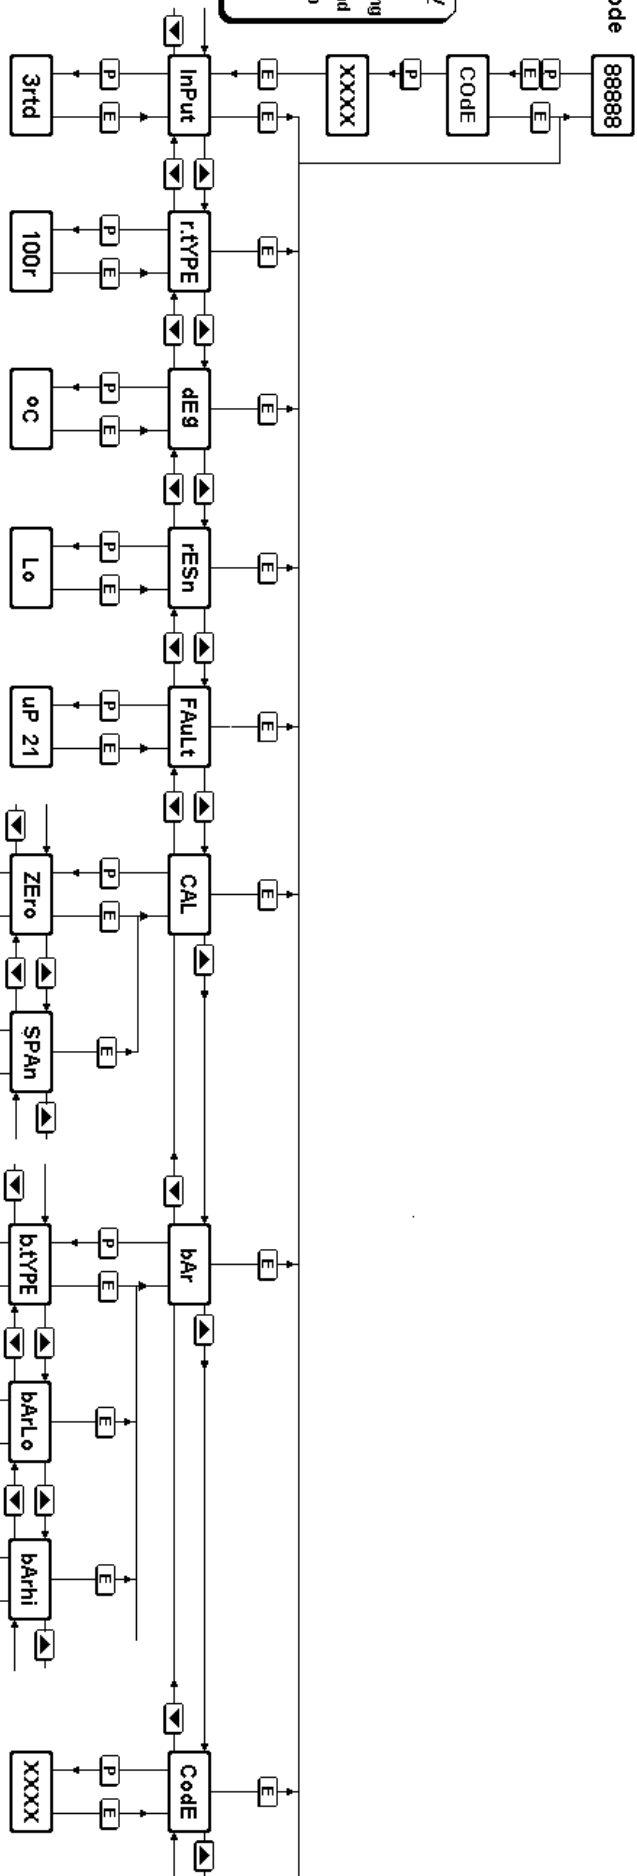 ode
88888
P
E
E
COdE
P
XXXX
ng
E E E E E E E E E
InPut r.tYPE dEg rESn FAuLt CAL bAr CodE
P E P E P E P E P E P E E P E E E P E
3rtd 100r °C Lo uP 21 ZEro SPAn b.tYPE bArLo bArhi XXXX